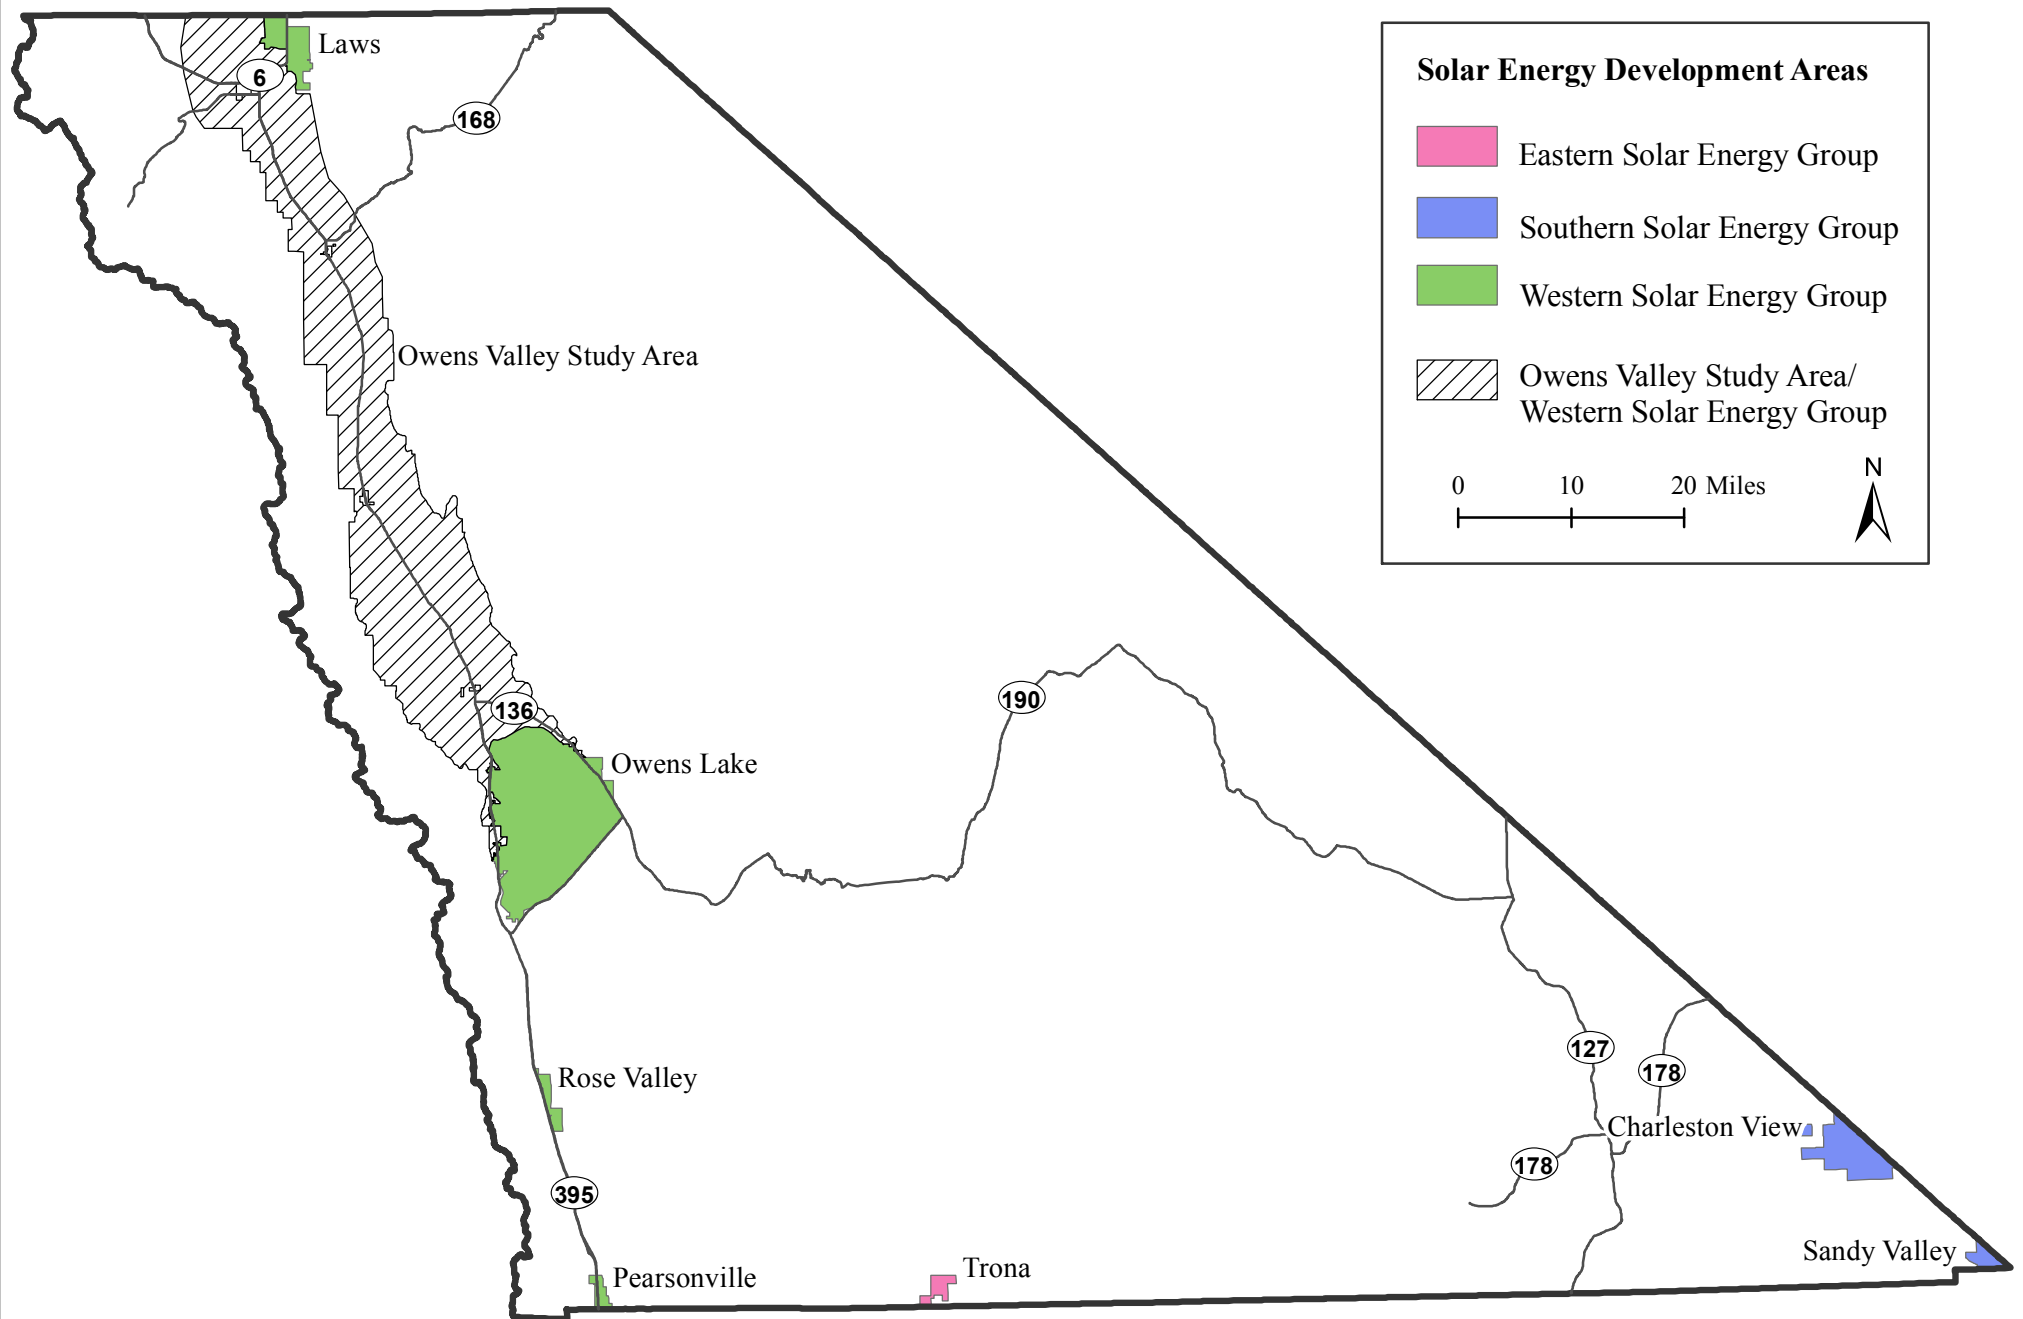 Laws
6
168
Owens Valley Study Area
136
Owens Lake
190
Rose Valley
395
Pearsonville
Trona
127
178
Charleston View
178
Sandy Valley
Solar Energy Development Areas
Eastern Solar Energy Group
Southern Solar Energy Group
Western Solar Energy Group
Owens Valley Study Area/
Western Solar Energy Group
0 10 20 Miles
N